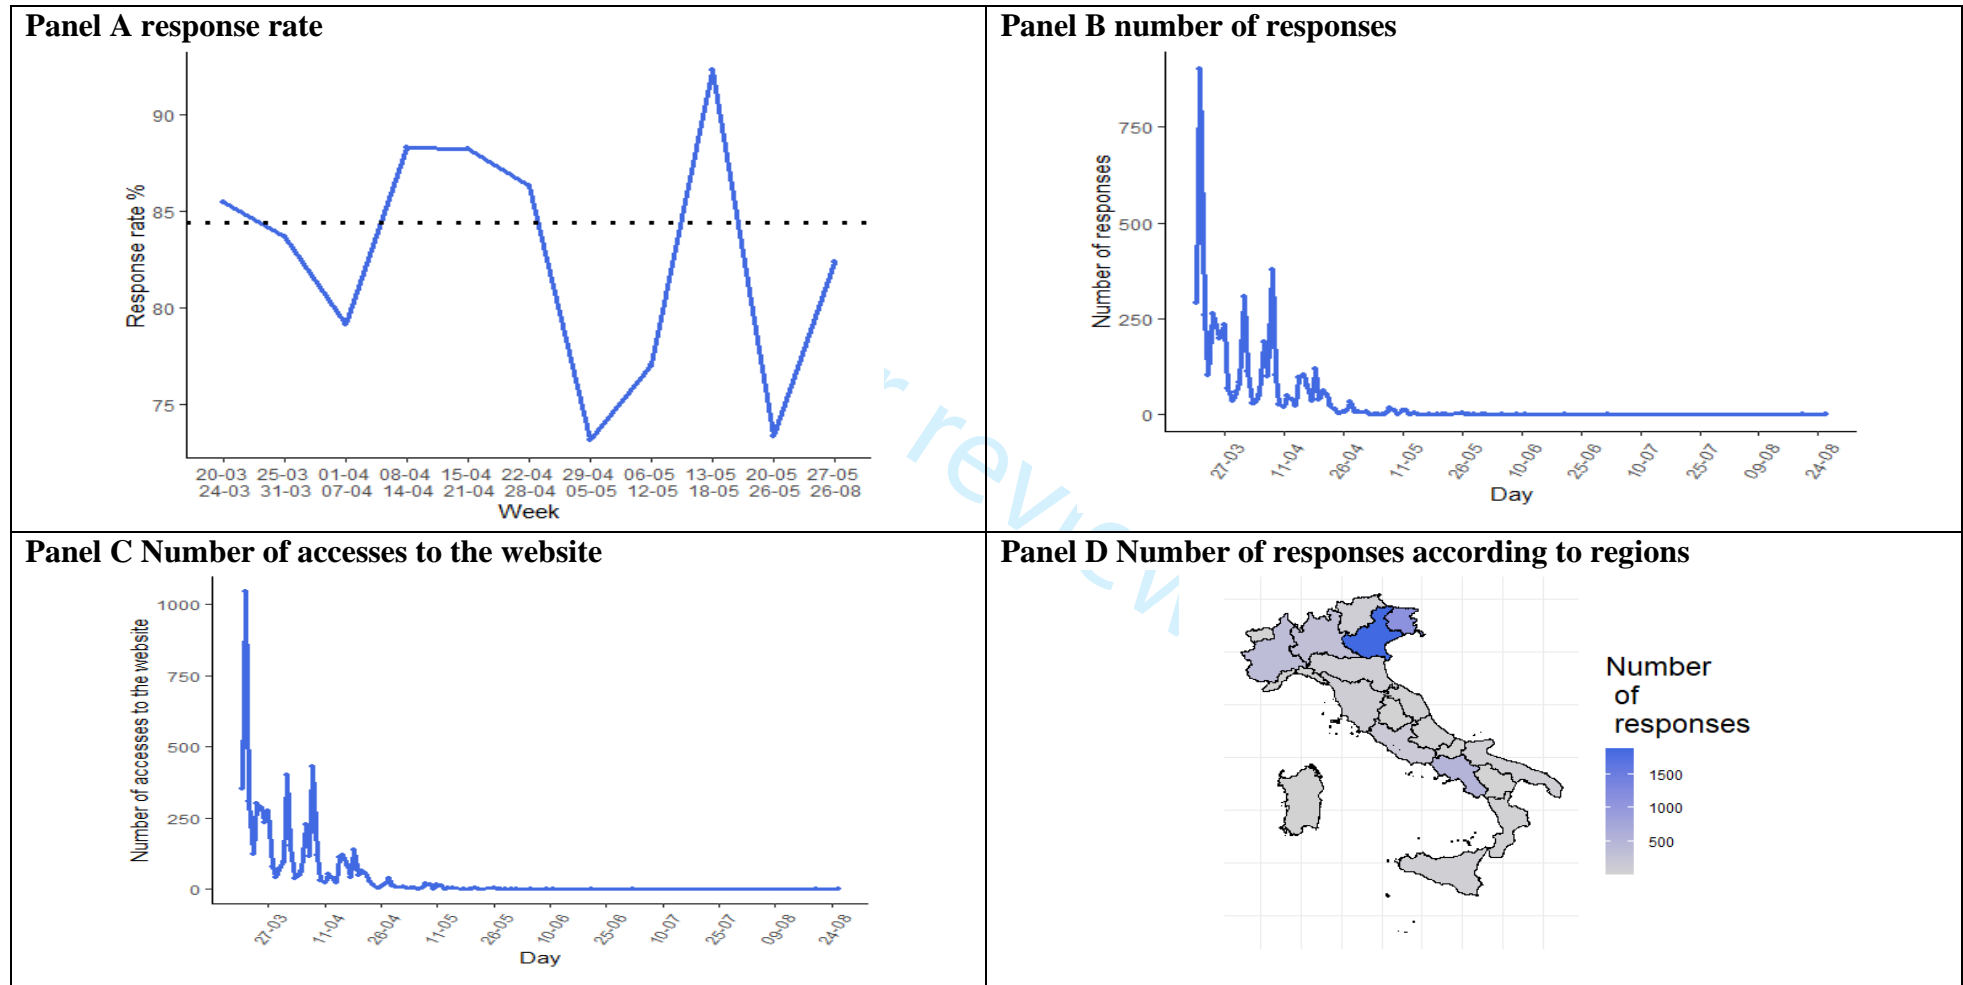 Panel A response rate
Response rate %
90
85
80
75
20-03 25-03 01-04 08-04 15-04 22-04 29-04 06-05 13-05 20-05 27-05
24-03 31-03 07-04 14-04 21-04 28-04 05-05 12-05 18-05 26-05 26-08
Week
Panel B number of responses
Number of responses
750
500
250
0
27-03 11-04 26-04 11-05 26-05 10-06 25-06 10-07 25-07 09-08 24-08
Day
Panel C Number of accesses to the website
Number of accesses to the website
1000
750
500
250
0
27-03 11-04 26-04 11-05 26-05 10-06 25-06 10-07 25-07 09-08 24-08
Day
Panel D Number of responses according to regions
Number
of
responses
1500
1000
500
r review